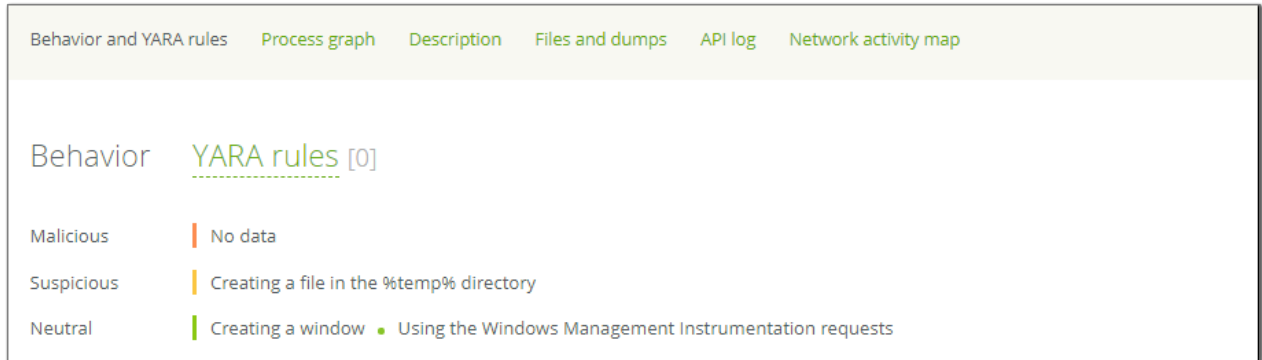 Behavior and YARA rules Process graph Description Files and dumps API log Network activity map
Behavior YARA rules [0]
Malicious No data
Suspicious Creating a file in the %temp% directory
Neutral Creating a window • Using the Windows Management Instrumentation requests